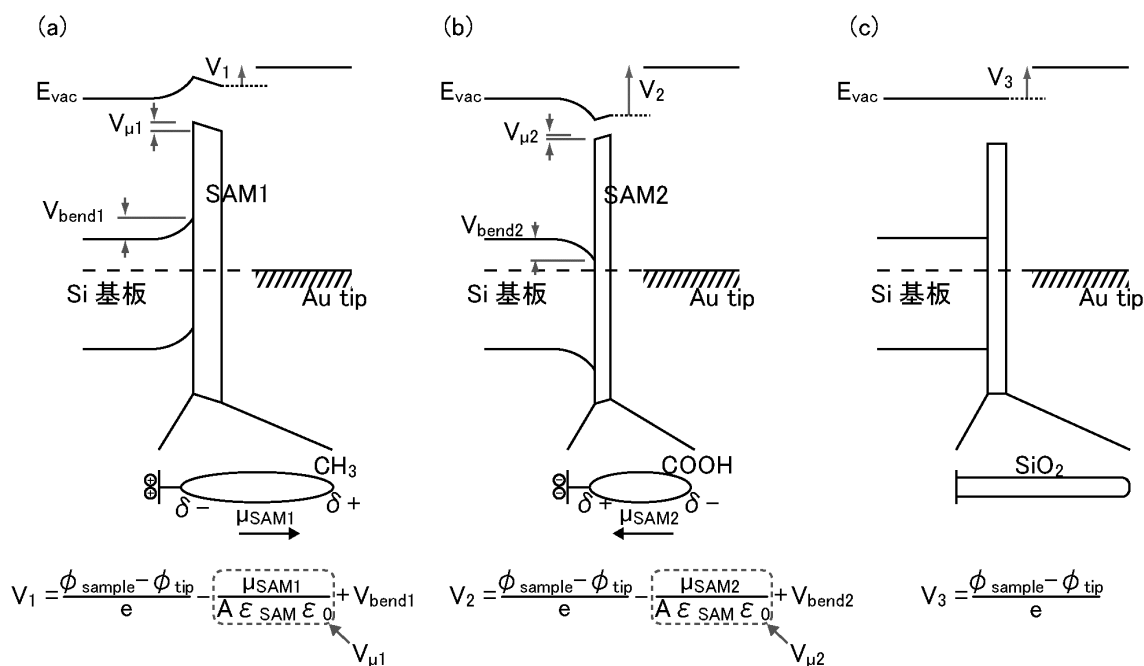 (a)
V1
Evac
Vμ1
SAM1
Vbend1
Si 基板
Au tip
CH3
⊕
⊕
δ-
δ+
μSAM1
V1 = (ϕsample - ϕtip)/e - μSAM1/(A εSAM ε0) + Vbend1
Vμ1
(b)
Evac
V2
Vμ2
SAM2
Vbend2
Si 基板
Au tip
COOH
⊖
⊖
δ+
δ-
μSAM2
V2 = (ϕsample - ϕtip)/e - μSAM2/(A εSAM ε0) + Vbend2
Vμ2
(c)
Evac
V3
Si 基板
Au tip
SiO2
V3 = (ϕsample - ϕtip)/e